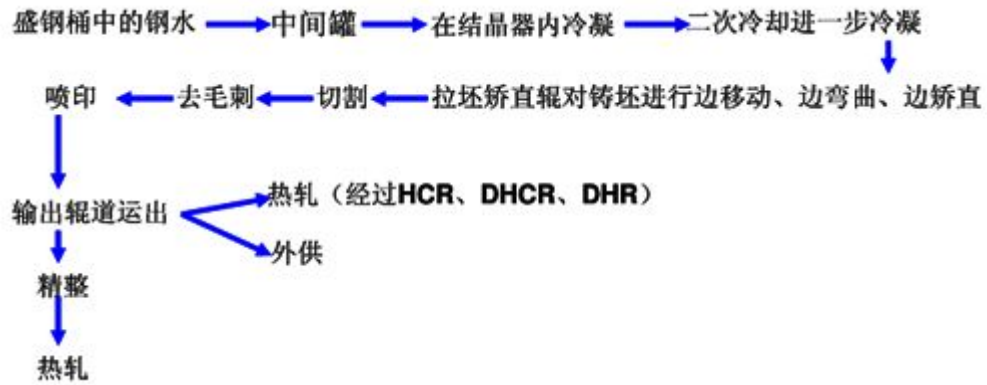 盛钢桶中的钢水 中间罐 在结晶器内冷凝 二次冷却进一步冷凝
喷印 去毛刺 切割 拉坯矫直辊对铸坯进行边移动、边弯曲、边矫直
热轧（经过HCR、DHCR、DHR）
输出辊道运出
外供
精整
热轧